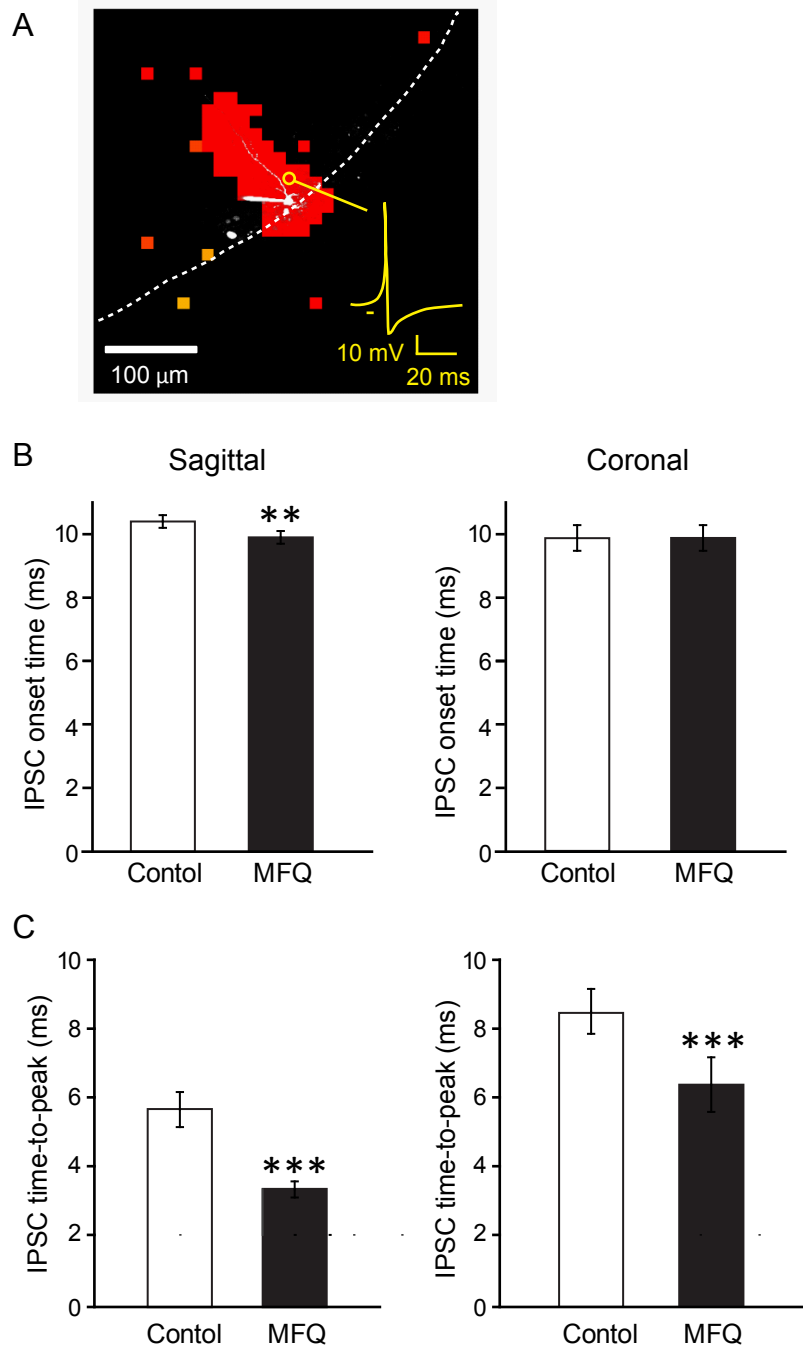 A
100 µm
10 mV
20 ms
B
Sagittal
Coronal
IPSC onset time (ms)
10
8
6
4
2
0
**
Contol
MFQ
IPSC onset time (ms)
10
8
6
4
2
0
Contol
MFQ
C
IPSC time-to-peak (ms)
10
8
6
4
2
0
***
Contol
MFQ
IPSC time-to-peak (ms)
10
8
6
4
2
0
***
Contol
MFQ